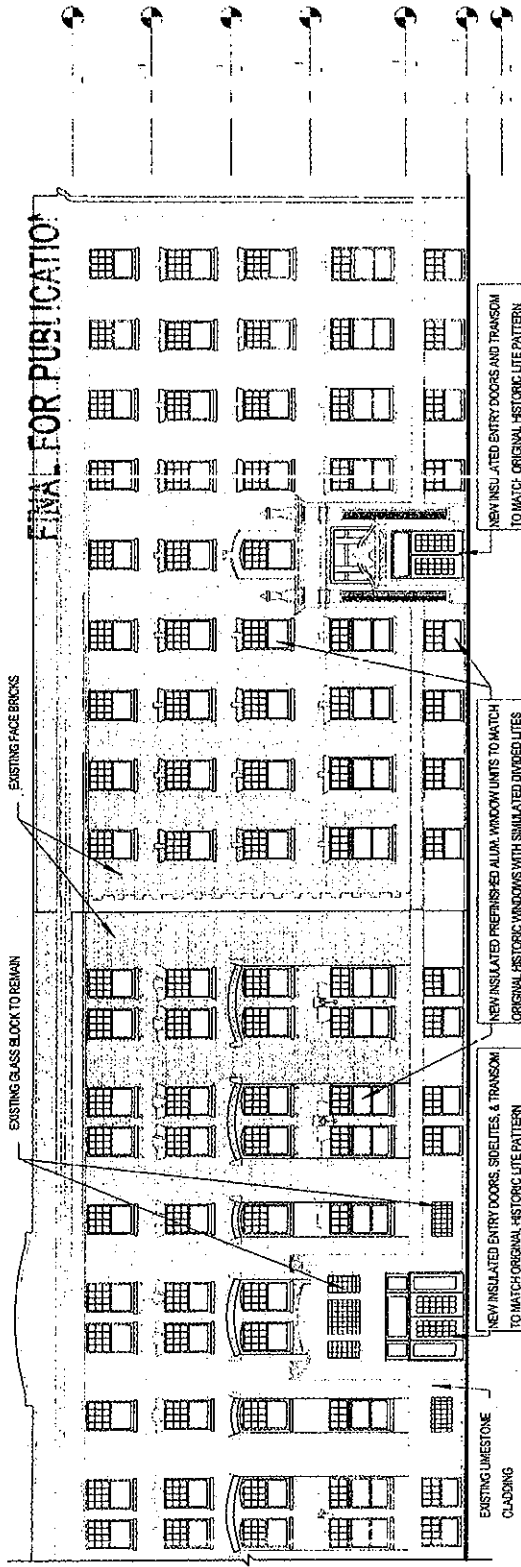 FINAL FOR PUBLICATION
EXISTING GLASS BLOCK TO REMAIN
EXISTING FACE BRICKS
EXISTING LIMESTONE
CLADDING
NEW INSULATED ENTRY DOORS, SIDELITES, & TRANSOM
TO MATCH ORIGINAL HISTORIC LITE PATTERN
NEW INSULATED PREFINISHED ALUM. WINDOW UNITS TO MATCH
ORIGINAL HISTORIC WINDOWS WITH SIMULATED DIVIDED LITES
NEW INSULATED ENTRY DOORS AND TRANSOM
TO MATCH ORIGINAL HISTORIC LITE PATTERN